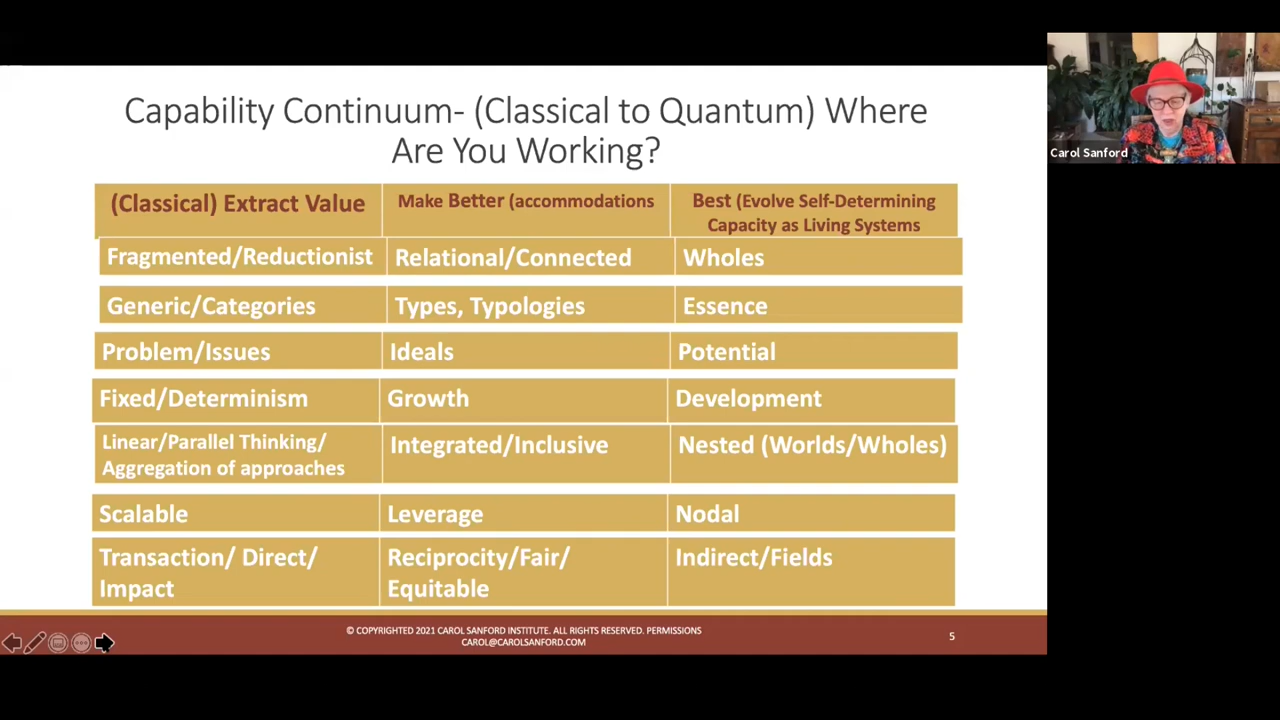 Capability Continuum- (Classical to Quantum) Where
Are You Working?
(Classical) Extract Value
Make Better (accommodations
Best (Evolve Self-Determining
Capacity as Living Systems
Fragmented/Reductionist
Relational/Connected
Wholes
Generic/Categories
Types, Typologies
Essence
Problem/Issues
Ideals
Potential
Fixed/Determinism
Growth
Development
Linear/Parallel Thinking/
Aggregation of approaches
Integrated/Inclusive
Nested (Worlds/Wholes)
Scalable
Leverage
Nodal
Transaction/ Direct/
Impact
Reciprocity/Fair/
Equitable
Indirect/Fields
© COPYRIGHTED 2021 CAROL SANFORD INSTITUTE. ALL RIGHTS RESERVED. PERMISSIONS
CAROL@CAROLSANFORD.COM
5
Carol Sanford